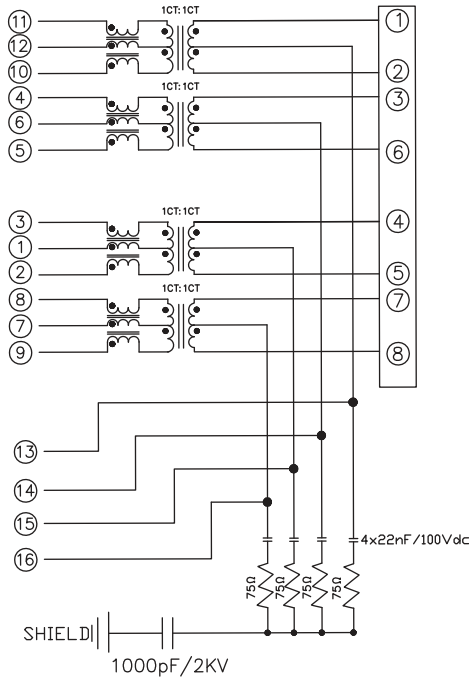 1CT:1CT
11
1
12
10
2
1CT:1CT
4
3
6
5
6
1CT:1CT
3
4
1
2
5
1CT:1CT
8
7
7
9
8
13
14
15
16
4x22nF/100Vdc
75Ω
75Ω
75Ω
75Ω
SHIELD
1000pF/2KV